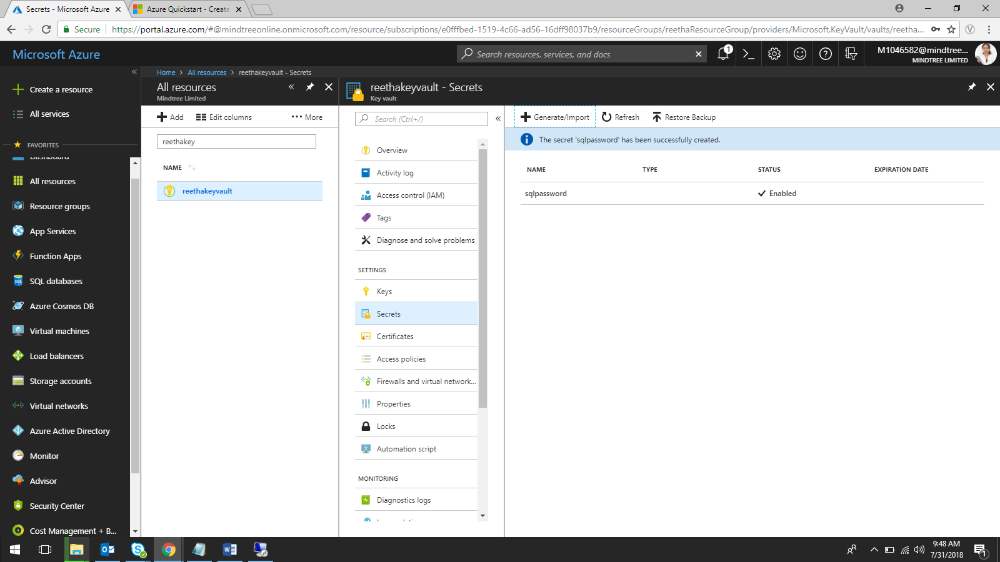 Secrets - Microsoft Azure
Azure Quickstart - Create
Secure
https://portal.azure.com/#@mindtreeonline.onmicrosoft.com/resource/subscriptions/e0fffbed-1519-4c66-ad56-16dff98037b9/resourceGroups/reethaResourceGroup/providers/Microsoft.KeyVault/vaults/reetha...
V
Microsoft Azure
Search resources, services, and docs
1
M1046582@mindtree...
MINDTREE LIMITED
Home > All resources > reethakeyvault - Secrets
Create a resource
All services
FAVORITES
Dashboard
All resources
Resource groups
App Services
Function Apps
SQL databases
Azure Cosmos DB
Virtual machines
Load balancers
Storage accounts
Virtual networks
Azure Active Directory
Monitor
Advisor
Security Center
Cost Management + B...
All resources
Mindtree Limited
Add
Edit columns
More
reethakey
NAME
reethakeyvault
reethakeyvault - Secrets
Key vault
Search (Ctrl+/)
Overview
Activity log
Access control (IAM)
Tags
Diagnose and solve problems
SETTINGS
Keys
Secrets
Certificates
Access policies
Firewalls and virtual network...
Properties
Locks
Automation script
MONITORING
Diagnostics logs
Generate/Import
Refresh
Restore Backup
The secret 'sqlpassword' has been successfully created.
NAME TYPE STATUS EXPIRATION DATE
sqlpassword Enabled
9:48 AM
7/31/2018
1